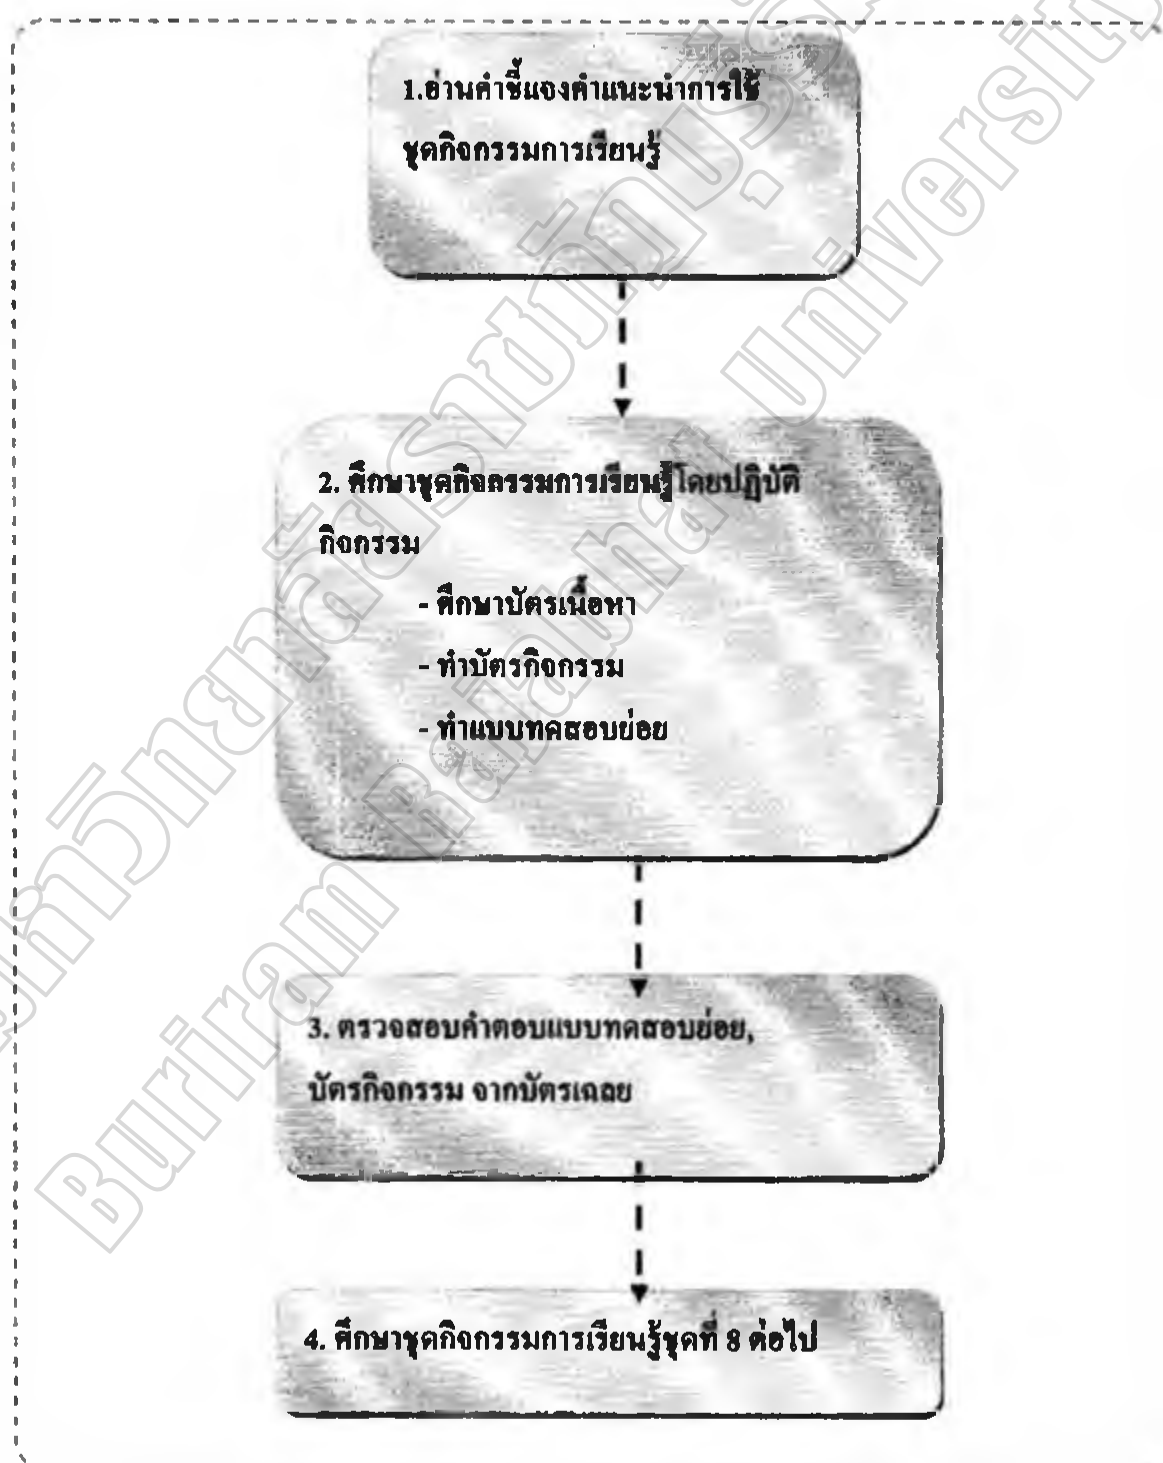 1.อ่านคำชี้แจงคำแนะนำการใช้
ชุดกิจกรรมการเรียนรู้
2. ศึกษาชุดกิจกรรมการเรียนรู้โดยปฏิบัติ
กิจกรรม
- ศึกษาบัตรเนื้อหา
- ทำบัตรกิจกรรม
- ทำแบบทดสอบย่อย
3. ตรวจสอบคำตอบแบบทดสอบย่อย,
บัตรกิจกรรม จากบัตรเฉลย
4. ศึกษาชุดกิจกรรมการเรียนรู้ชุดที่ 8 ต่อไป
Buriram Rajabhat University